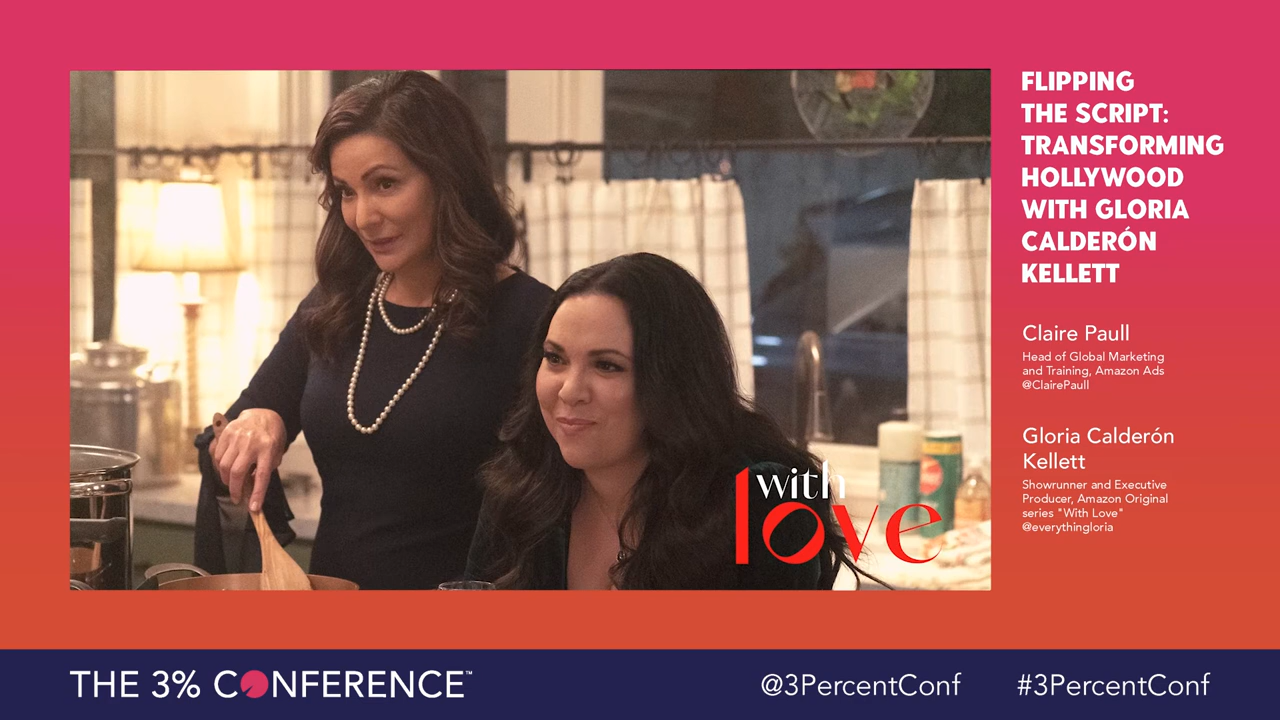 FLIPPING
THE SCRIPT:
TRANSFORMING
HOLLYWOOD
WITH GLORIA
CALDERÓN
KELLETT
Claire Paull
Head of Global Marketing
and Training, Amazon Ads
@ClairePaull
Gloria Calderón
Kellett
Showrunner and Executive
Producer, Amazon Original
series "With Love"
@everythingloria
with
love
THE 3% CONFERENCE™
@3PercentConf
#3PercentConf